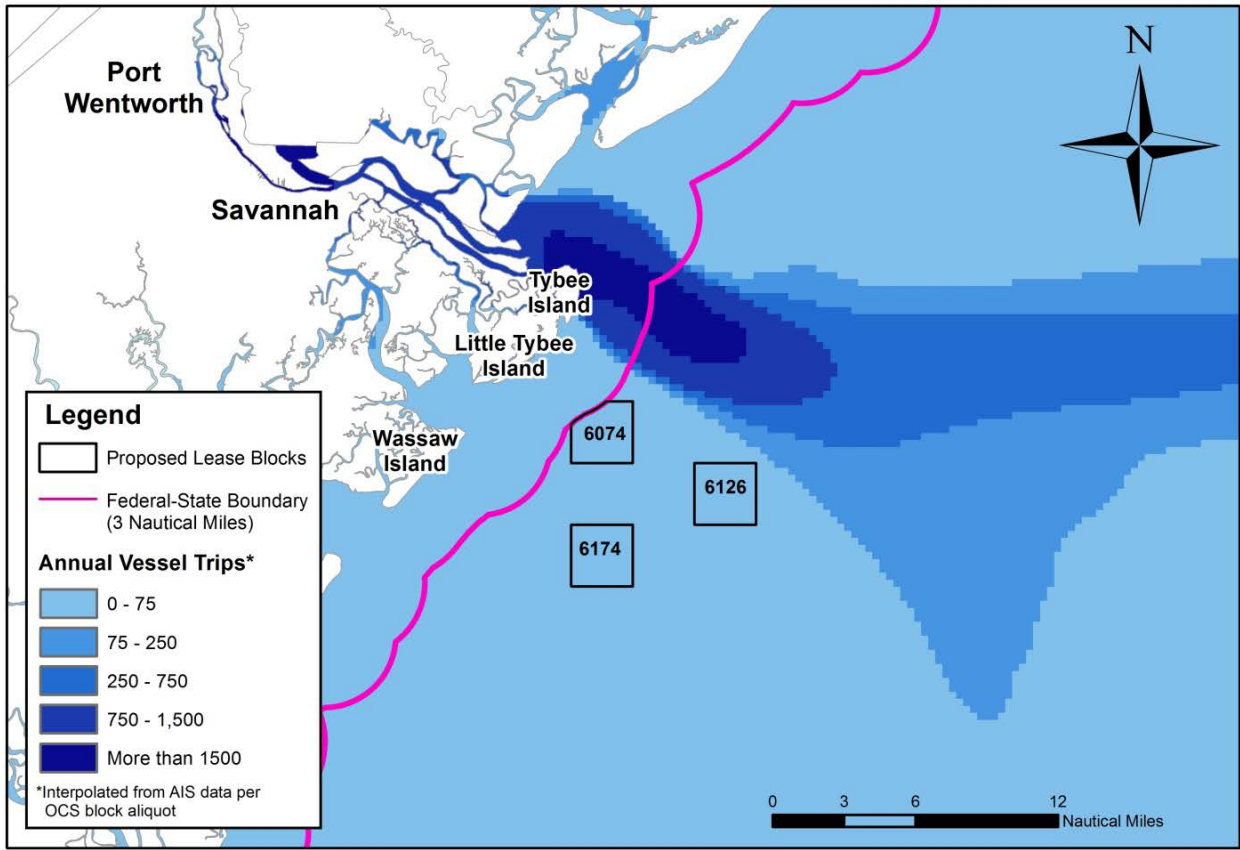 N
Port
Wentworth
Savannah
Tybee
Island
Little Tybee
Island
Wassaw
Island
6074
6126
6174
Legend
Proposed Lease Blocks
Federal-State Boundary
(3 Nautical Miles)
Annual Vessel Trips*
0 - 75
75 - 250
250 - 750
750 - 1,500
More than 1500
*Interpolated from AIS data per
OCS block aliquot
0 3 6 12
Nautical Miles